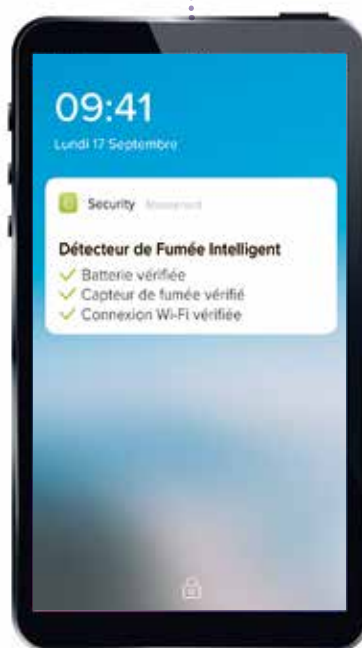 09:41
Lundi 17 Septembre
Security
Détecteur de Fumée Intelligent
Batterie vérifiée
Capteur de fumée vérifié
Connexion Wi-Fi vérifiée